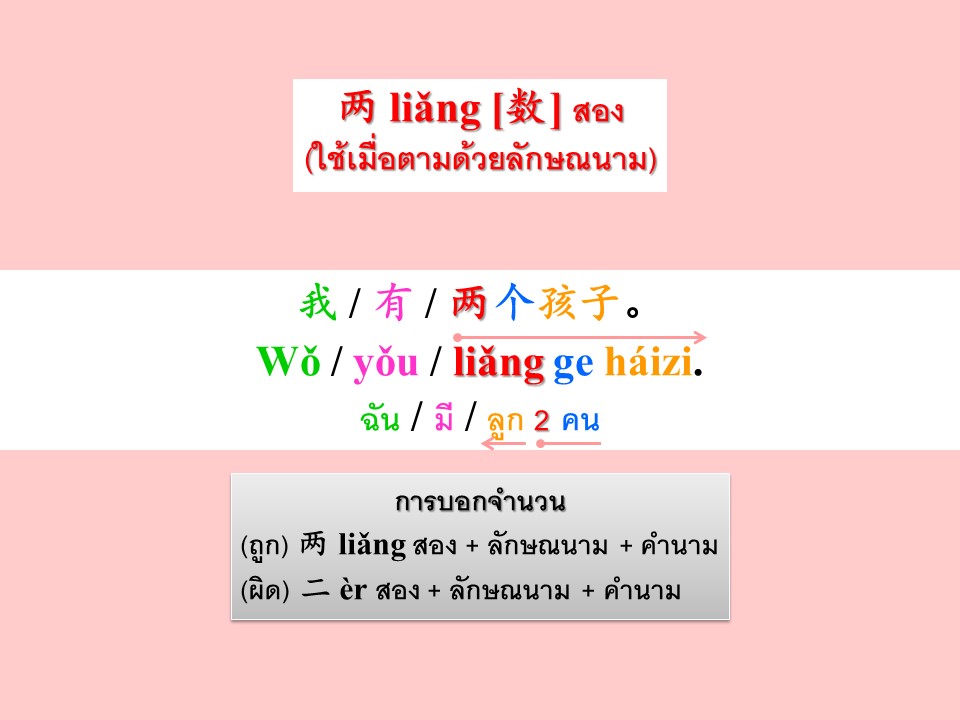 两 liǎng [数] สอง
(ใช้เมื่อตามด้วยลักษณนาม)
我 / 有 / 两个孩子。
Wǒ / yǒu / liǎng ge háizi.
ฉัน / มี / ลูก 2 คน
การบอกจำนวน
(ถูก) 两 liǎng สอง + ลักษณนาม + คำนาม
(ผิด) 二 èr สอง + ลักษณนาม + คำนาม